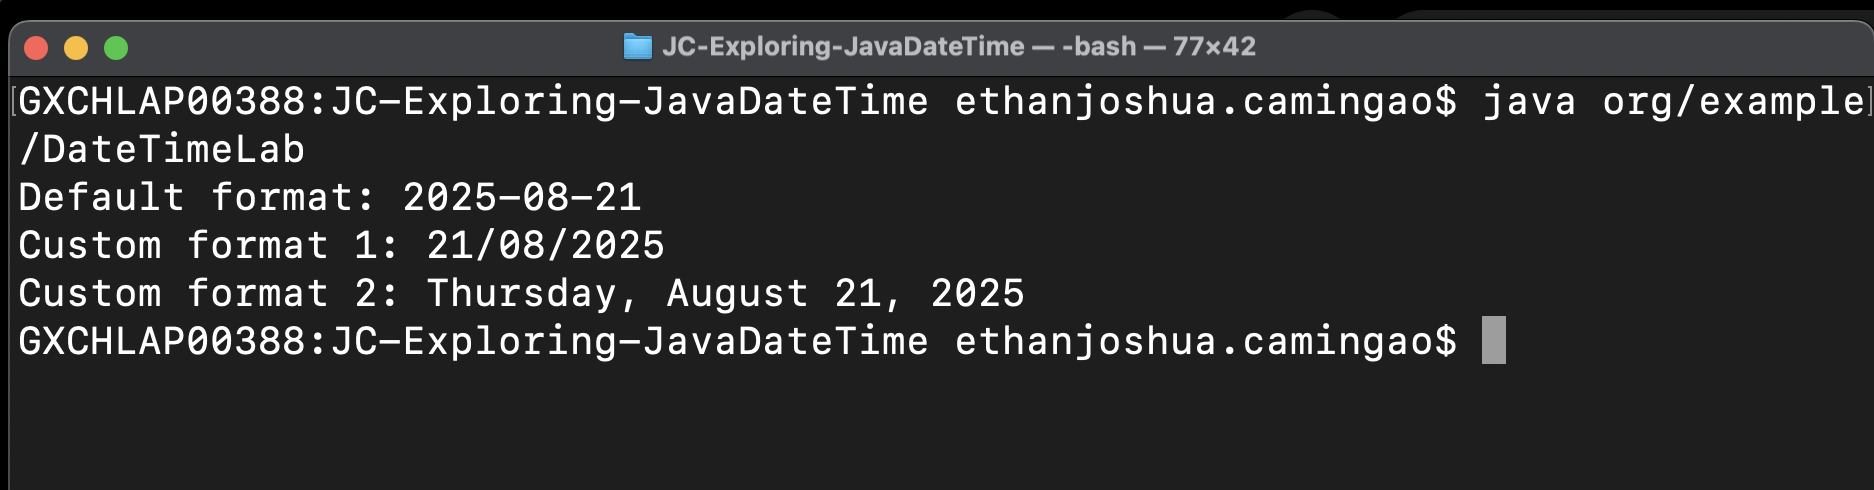 JC-Exploring-JavaDateTime — -bash — 77×42
[GXCHLAP00388:JC-Exploring-JavaDateTime ethanjoshua.camingao$ java org/example]
/DateTimeLab
Default format: 2025-08-21
Custom format 1: 21/08/2025
Custom format 2: Thursday, August 21, 2025
GXCHLAP00388:JC-Exploring-JavaDateTime ethanjoshua.camingao$